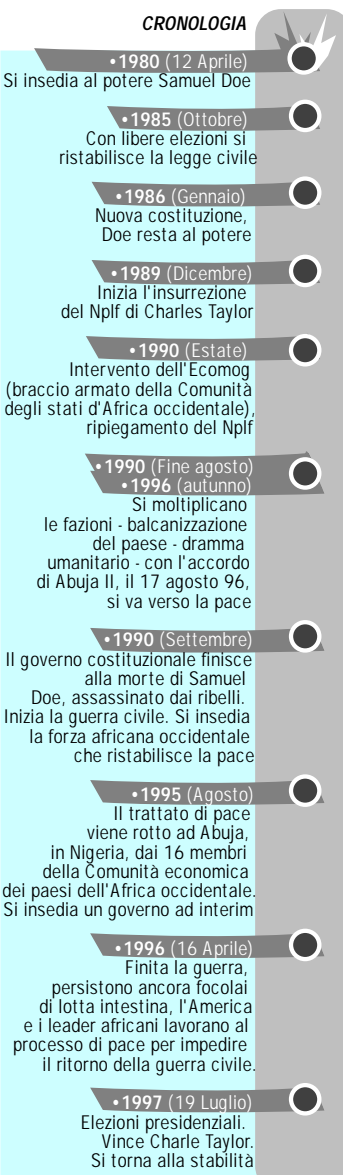 CRONOLOGIA
•1980 (12 Aprile)
Si insedia al potere Samuel Doe
•1985 (Ottobre)
Con libere elezioni si
ristabilisce la legge civile
•1986 (Gennaio)
Nuova costituzione,
Doe resta al potere
•1989 (Dicembre)
Inizia l'insurrezione
del Nplf di Charles Taylor
•1990 (Estate)
Intervento dell'Ecomog
(braccio armato della Comunità
degli stati d'Africa occidentale),
ripiegamento del Nplf
•1990 (Fine agosto)
•1996 (autunno)
Si moltiplicano
le fazioni - balcanizzazione
del paese - dramma
umanitario - con l'accordo
di Abuja II, il 17 agosto 96,
si va verso la pace
•1990 (Settembre)
Il governo costituzionale finisce
alla morte di Samuel
Doe, assassinato dai ribelli.
Inizia la guerra civile. Si insedia
la forza africana occidentale
che ristabilisce la pace
•1995 (Agosto)
Il trattato di pace
viene rotto ad Abuja,
in Nigeria, dai 16 membri
della Comunità economica
dei paesi dell'Africa occidentale.
Si insedia un governo ad interim
•1996 (16 Aprile)
Finita la guerra,
persistono ancora focolai
di lotta intestina, l'America
e i leader africani lavorano al
processo di pace per impedire
il ritorno della guerra civile.
•1997 (19 Luglio)
Elezioni presidenziali.
Vince Charle Taylor.
Si torna alla stabilità